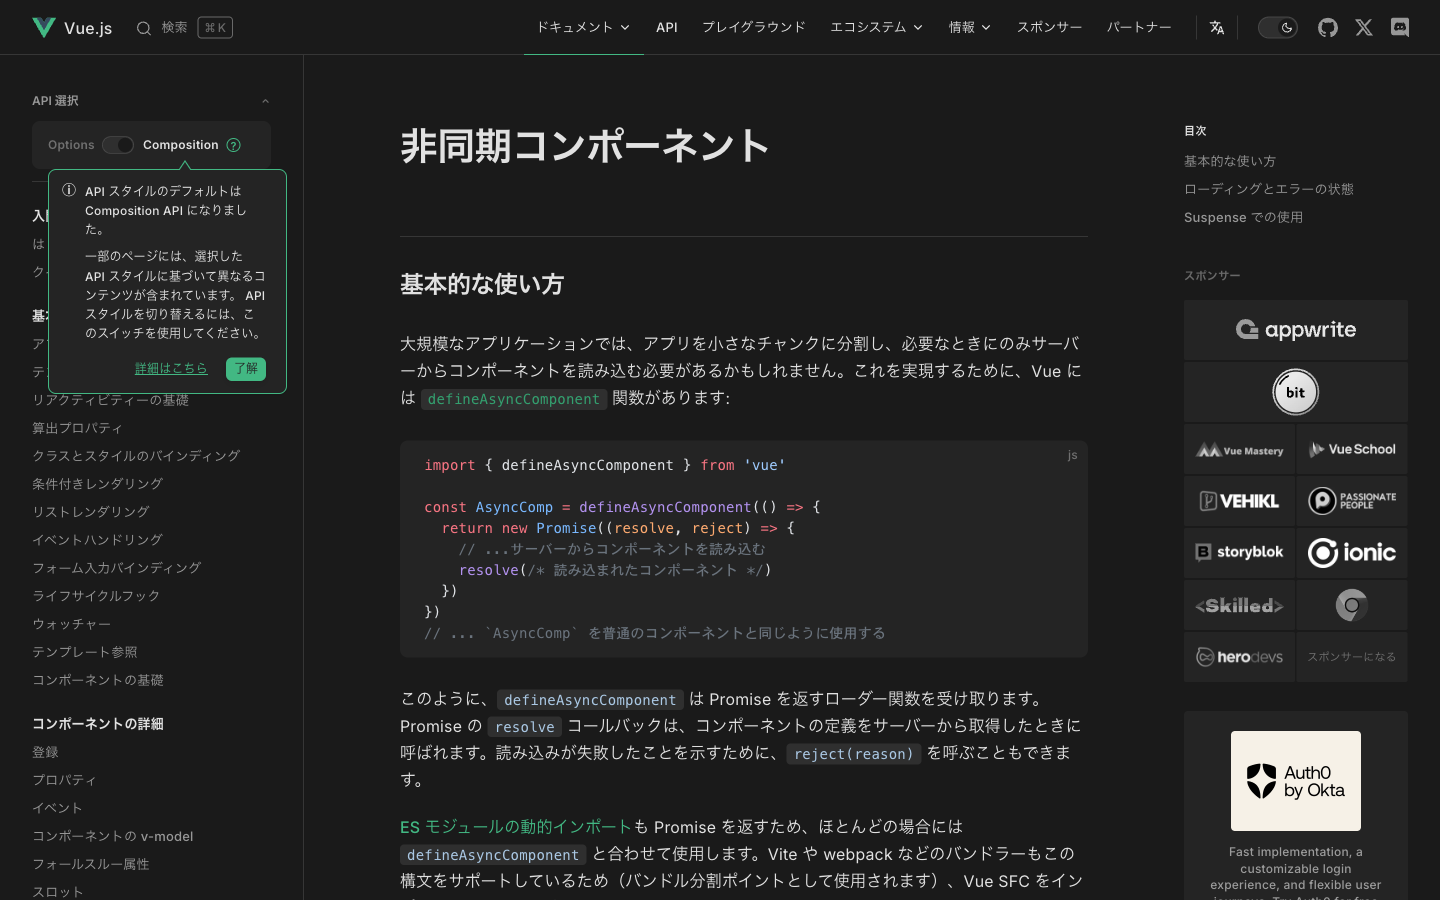 Vue.js
検索
⌘ K
ドキュメント
API
プレイグラウンド
エコシステム
情報
スポンサー
パートナー
API 選択
Options
Composition
?
API スタイルのデフォルトは
Composition API になりまし
た。
一部のページには、選択した
API スタイルに基づいて異なるコ
ンテンツが含まれています。 API
スタイルを切り替えるには、こ
のスイッチを使用してください。
詳細はこちら
了解
リアクティビティーの基礎
算出プロパティ
クラスとスタイルのバインディング
条件付きレンダリング
リストレンダリング
イベントハンドリング
フォーム入力バインディング
ライフサイクルフック
ウォッチャー
テンプレート参照
コンポーネントの基礎
コンポーネントの詳細
登録
プロパティ
イベント
コンポーネントの v-model
フォールスルー属性
スロット
非同期コンポーネント
基本的な使い方
大規模なアプリケーションでは、アプリを小さなチャンクに分割し、必要なときにのみサーバ
ーからコンポーネントを読み込む必要があるかもしれません。これを実現するために、Vue に
は defineAsyncComponent 関数があります:
js
import { defineAsyncComponent } from 'vue'
const AsyncComp = defineAsyncComponent(() => {
return new Promise((resolve, reject) => {
// ...サーバーからコンポーネントを読み込む
resolve(/* 読み込まれたコンポーネント */)
})
})
// ... `AsyncComp` を普通のコンポーネントと同じように使用する
このように、defineAsyncComponent は Promise を返すローダー関数を受け取ります。
Promise の resolve コールバックは、コンポーネントの定義をサーバーから取得したときに
呼ばれます。読み込みが失敗したことを示すために、reject(reason) を呼ぶこともできま
す。
ES モジュールの動的インポートも Promise を返すため、ほとんどの場合には
defineAsyncComponent と合わせて使用します。Vite や webpack などのバンドラーもこの
構文をサポートしているため（バンドル分割ポイントとして使用されます）、Vue SFC をイン
目次
基本的な使い方
ローディングとエラーの状態
Suspense での使用
スポンサー
appwrite
bit
Vue Mastery
Vue School
VEHIKL
PASSIONATE
PEOPLE
storyblok
ionic
<Skilled>
herodevs
スポンサーになる
Auth0
by Okta
Fast implementation, a
customizable login
experience, and flexible user